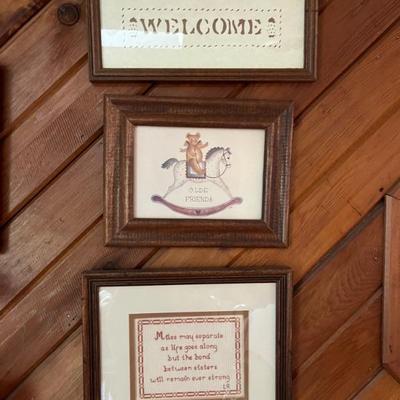 WELCOME
OLDE
FRIENDS
Miles may separate
as life goes along
but the bond
between sisters
will remain ever strong